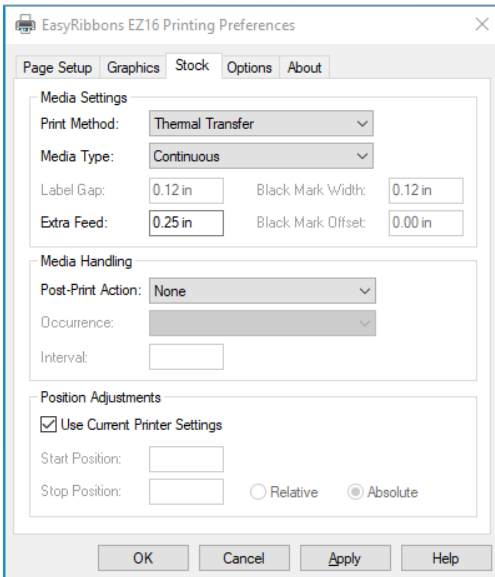 EasyRibbons EZ16 Printing Preferences
Page Setup Graphics Stock Options About
Media Settings
Print Method: Thermal Transfer
Media Type: Continuous
Label Gap: 0.12 in Black Mark Width: 0.12 in
Extra Feed: 0.25 in Black Mark Offset: 0.00 in
Media Handling
Post-Print Action: None
Occurrence:
Interval:
Position Adjustments
Use Current Printer Settings
Start Position:
Stop Position: Relative Absolute
OK Cancel Apply Help